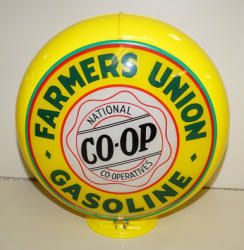 • FARMERS UNION •
NATIONAL
CO-OP
CO-OPERATIVES
GASOLINE